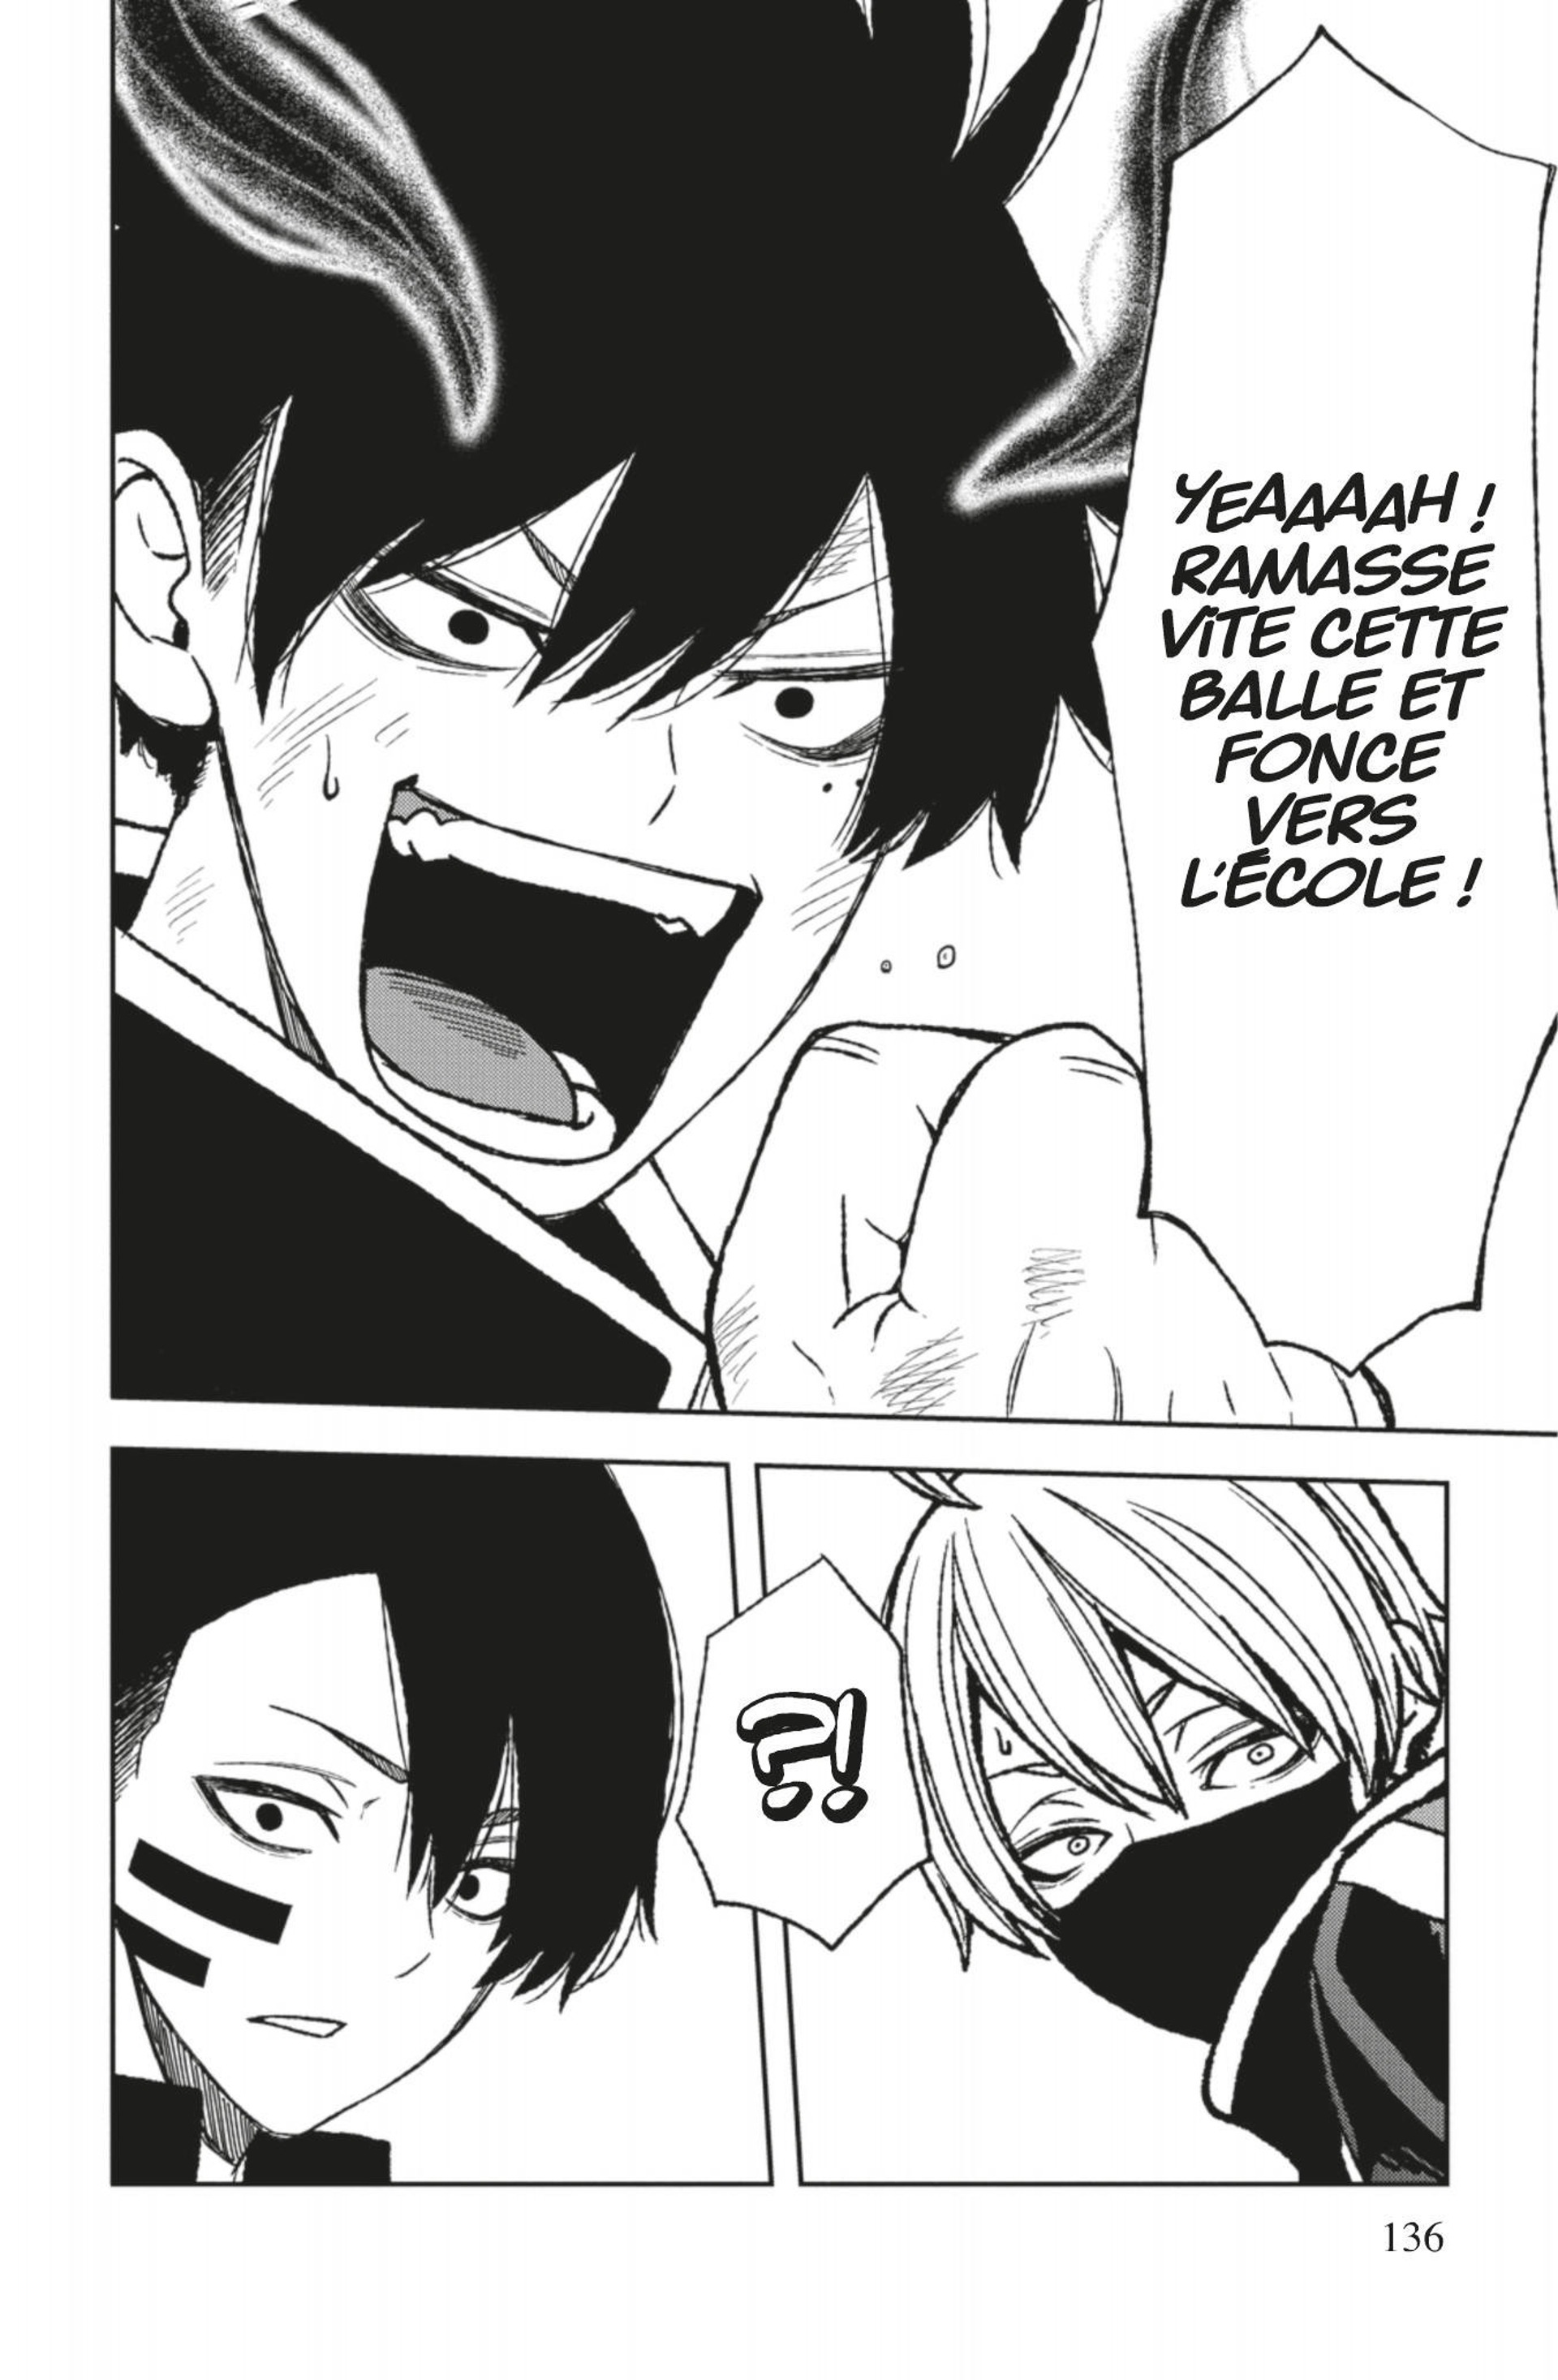 YEAAAAH !
RAMASSE
VITE CETTE
BALLE ET
FONCE
VERS
L'ÉCOLE !
?!
136